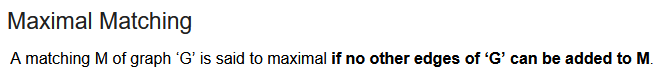 Maximal Matching
A matching M of graph ‘G’ is said to maximal if no other edges of ‘G’ can be added to M.